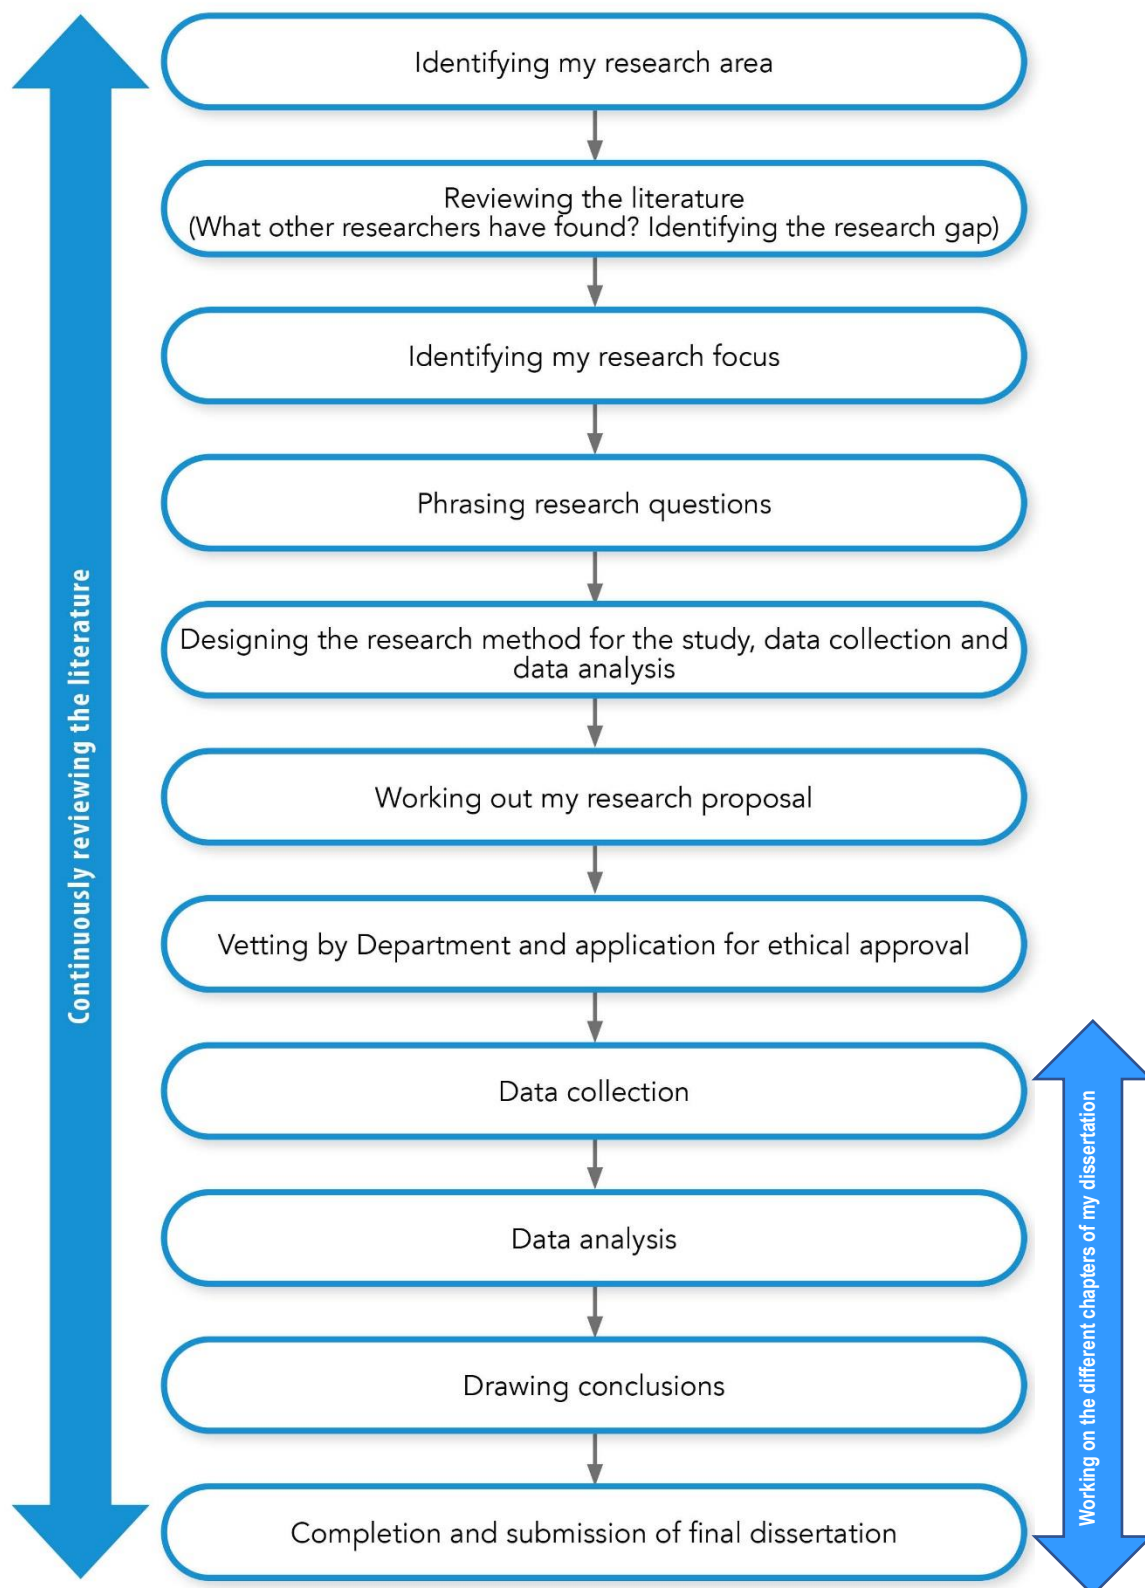 Identifying my research area
Reviewing the literature
(What other researchers have found? Identifying the research gap)
Identifying my research focus
Phrasing research questions
Designing the research method for the study, data collection and
data analysis
Working out my research proposal
Vetting by Department and application for ethical approval
Data collection
Data analysis
Drawing conclusions
Completion and submission of final dissertation
Continuously reviewing the literature
Working on the different chapters of my dissertation